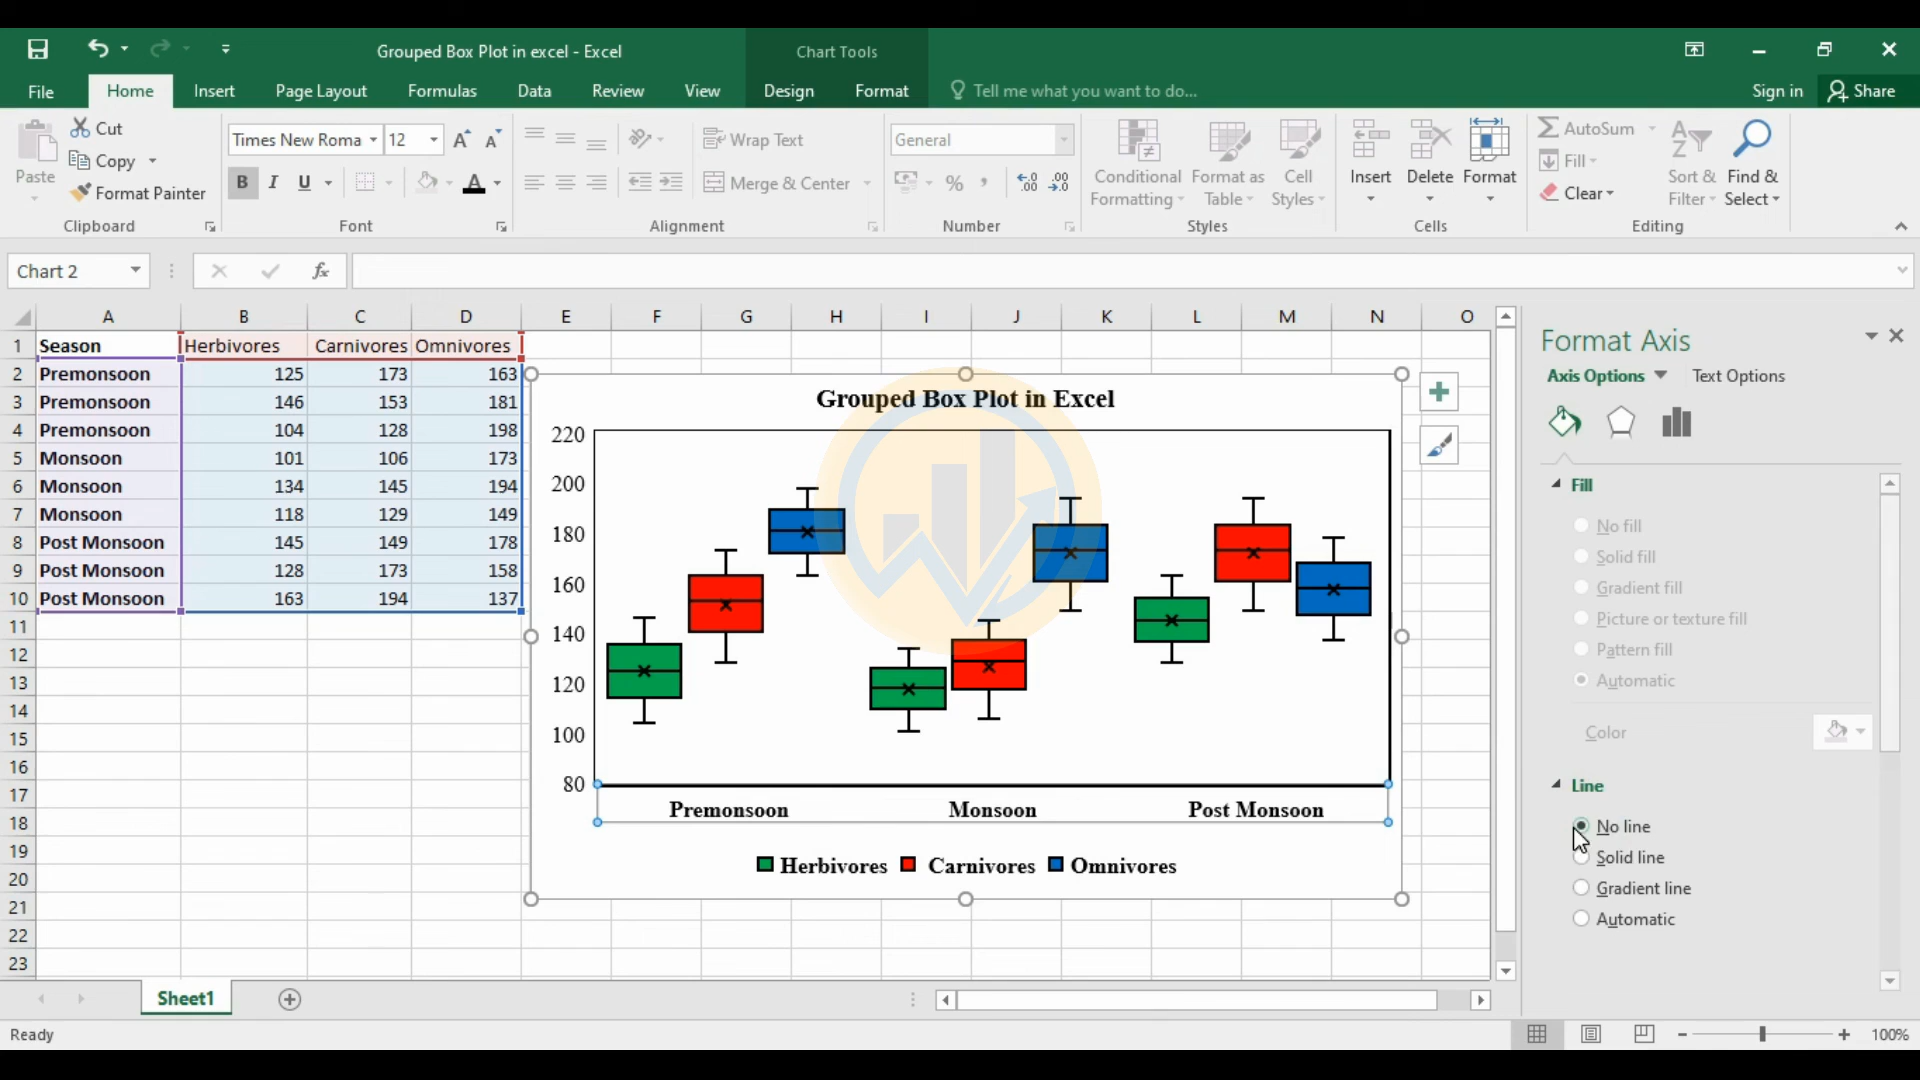 Grouped Box Plot in excel - Excel
Chart Tools
File Home Insert Page Layout Formulas Data Review View Design Format Tell me what you want to do... Sign in Share
Cut
Copy
Format Painter
Paste
Clipboard
Times New Roma 12
B I U A
Font
Wrap Text
Merge & Center
Alignment
General
% , .00 .0
Number
Conditional Formatting
Format as Table
Cell Styles
Styles
Insert Delete Format
Cells
AutoSum
Fill
Clear
Sort & Filter
Find & Select
Editing
Chart 2 fx
A B C D E F G H I J K L M N O
1 Season Herbivores Carnivores Omnivores
2 Premonsoon 125 173 163
3 Premonsoon 146 153 181
4 Premonsoon 104 128 198
5 Monsoon 101 106 173
6 Monsoon 134 145 194
7 Monsoon 118 129 149
8 Post Monsoon 145 149 178
9 Post Monsoon 128 173 158
10 Post Monsoon 163 194 137
11
12
13
14
15
16
17
18
19
20
21
22
23
Grouped Box Plot in Excel
220
200
180
160
140
120
100
80
Premonsoon Monsoon Post Monsoon
Herbivores Carnivores Omnivores
Format Axis
Axis Options Text Options
Fill
No fill
Solid fill
Gradient fill
Picture or texture fill
Pattern fill
Automatic
Color
Line
No line
Solid line
Gradient line
Automatic
Sheet1
Ready 100%